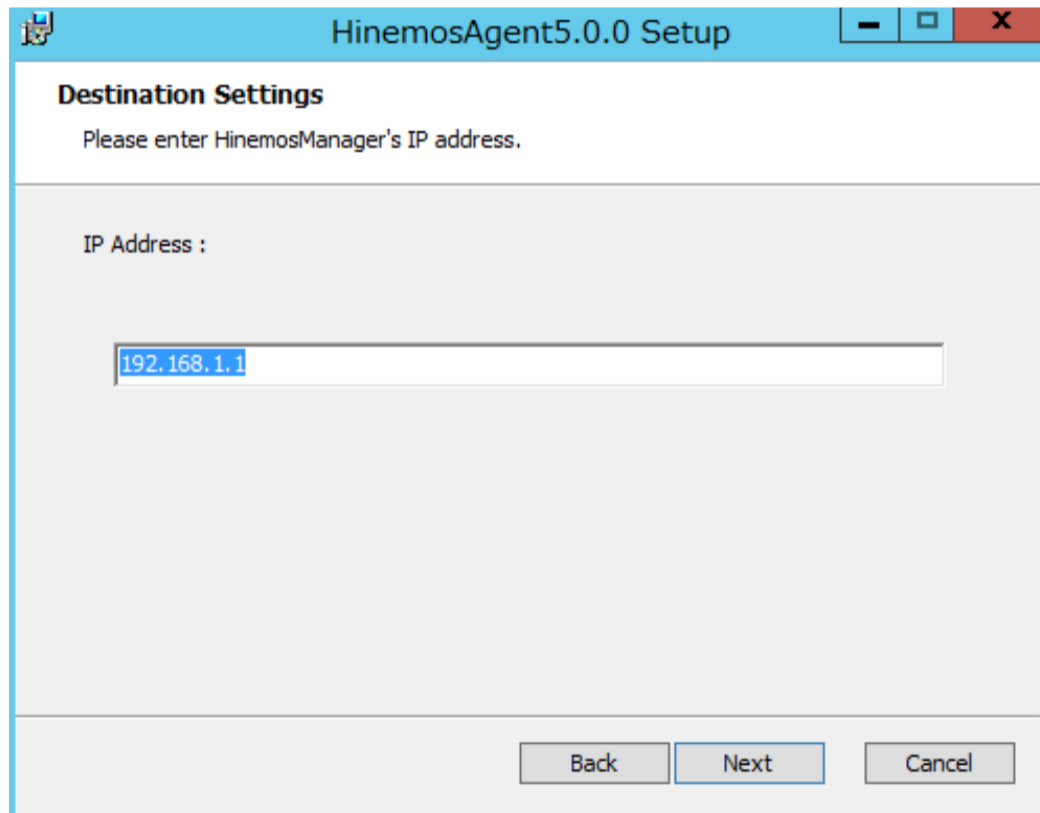 HinemosAgent5.0.0 Setup
Destination Settings
Please enter HinemosManager's IP address.
IP Address :
192.168.1.1
Back Next Cancel